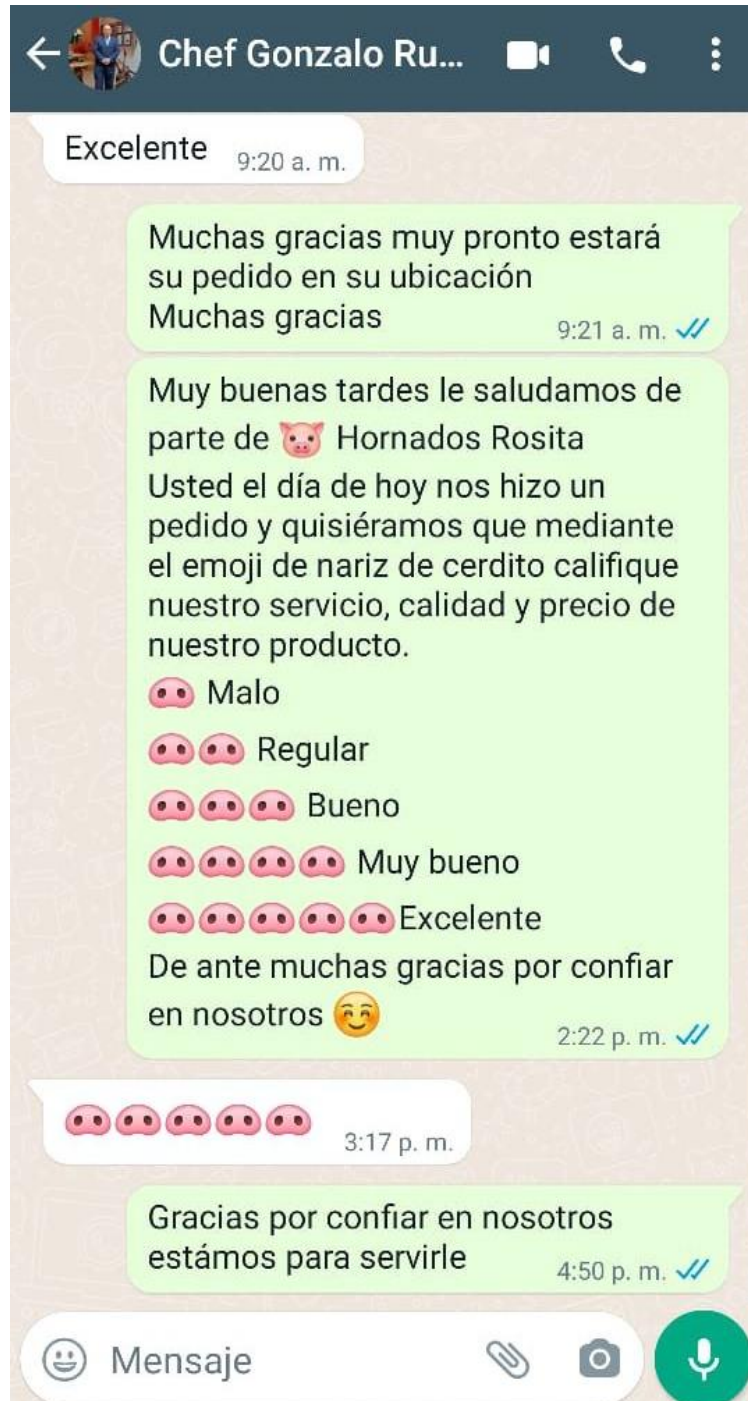 Chef Gonzalo Ru...
Excelente 9:20 a. m.
Muchas gracias muy pronto estará
su pedido en su ubicación
Muchas gracias
9:21 a. m.
Muy buenas tardes le saludamos de
parte de 🐷 Hornados Rosita
Usted el día de hoy nos hizo un
pedido y quisiéramos que mediante
el emoji de nariz de cerdito califique
nuestro servicio, calidad y precio de
nuestro producto.
🐽 Malo
🐽🐽 Regular
🐽🐽🐽 Bueno
🐽🐽🐽🐽 Muy bueno
🐽🐽🐽🐽🐽Excelente
De ante muchas gracias por confiar
en nosotros ☺️
2:22 p. m.
🐽🐽🐽🐽🐽 3:17 p. m.
Gracias por confiar en nosotros
estámos para servirle
4:50 p. m.
Mensaje